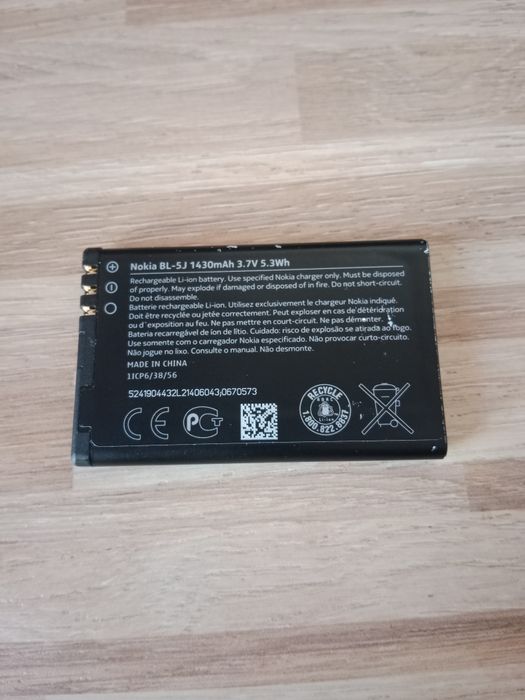 Nokia BL-5J 1430mAh 3.7V 5.3Wh
Rechargeable Li-ion battery. Use specified Nokia charger only. Must be disposed
of properly. May explode if damaged or disposed of in fire. Do not short-circuit.
Do not disassemble.
Batterie rechargeable Li-ion. Utilisez exclusivement le chargeur Nokia indiqué.
Doit être recyclée ou jetée correctement. Explosion en cas de détérioration
ou d'exposition au feu. Ne pas mettre en court-circuit. Ne pas démonter.
Bateria recarregável de íon de lítio. Cuidado: risco de explosão se atirada ao fogo.
Use somente com o carregador Nokia específico. Não provocar curto-circuito.
Não jogue no lixo. Consulte o manual. Não desmonte.
MADE IN CHINA
1ICP6/38/56
5241904432L21406043;0670573
CE
PCT
RECYCLE
Li-ion
1.800.822.8837